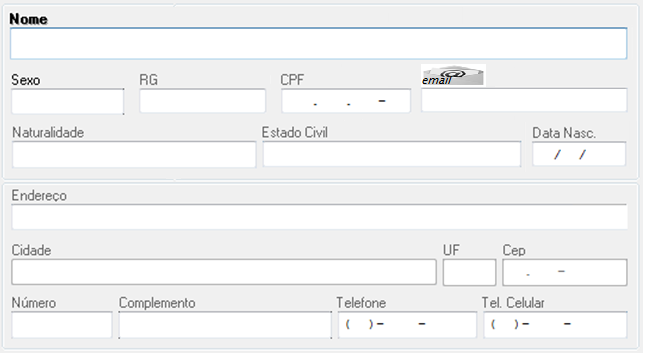 Nome
Sexo RG CPF email
. . -
Naturalidade Estado Civil Data Nasc.
/ /
Endereço
Cidade UF Cep
. -
Número Complemento Telefone Tel. Celular
( )- - ( )- -